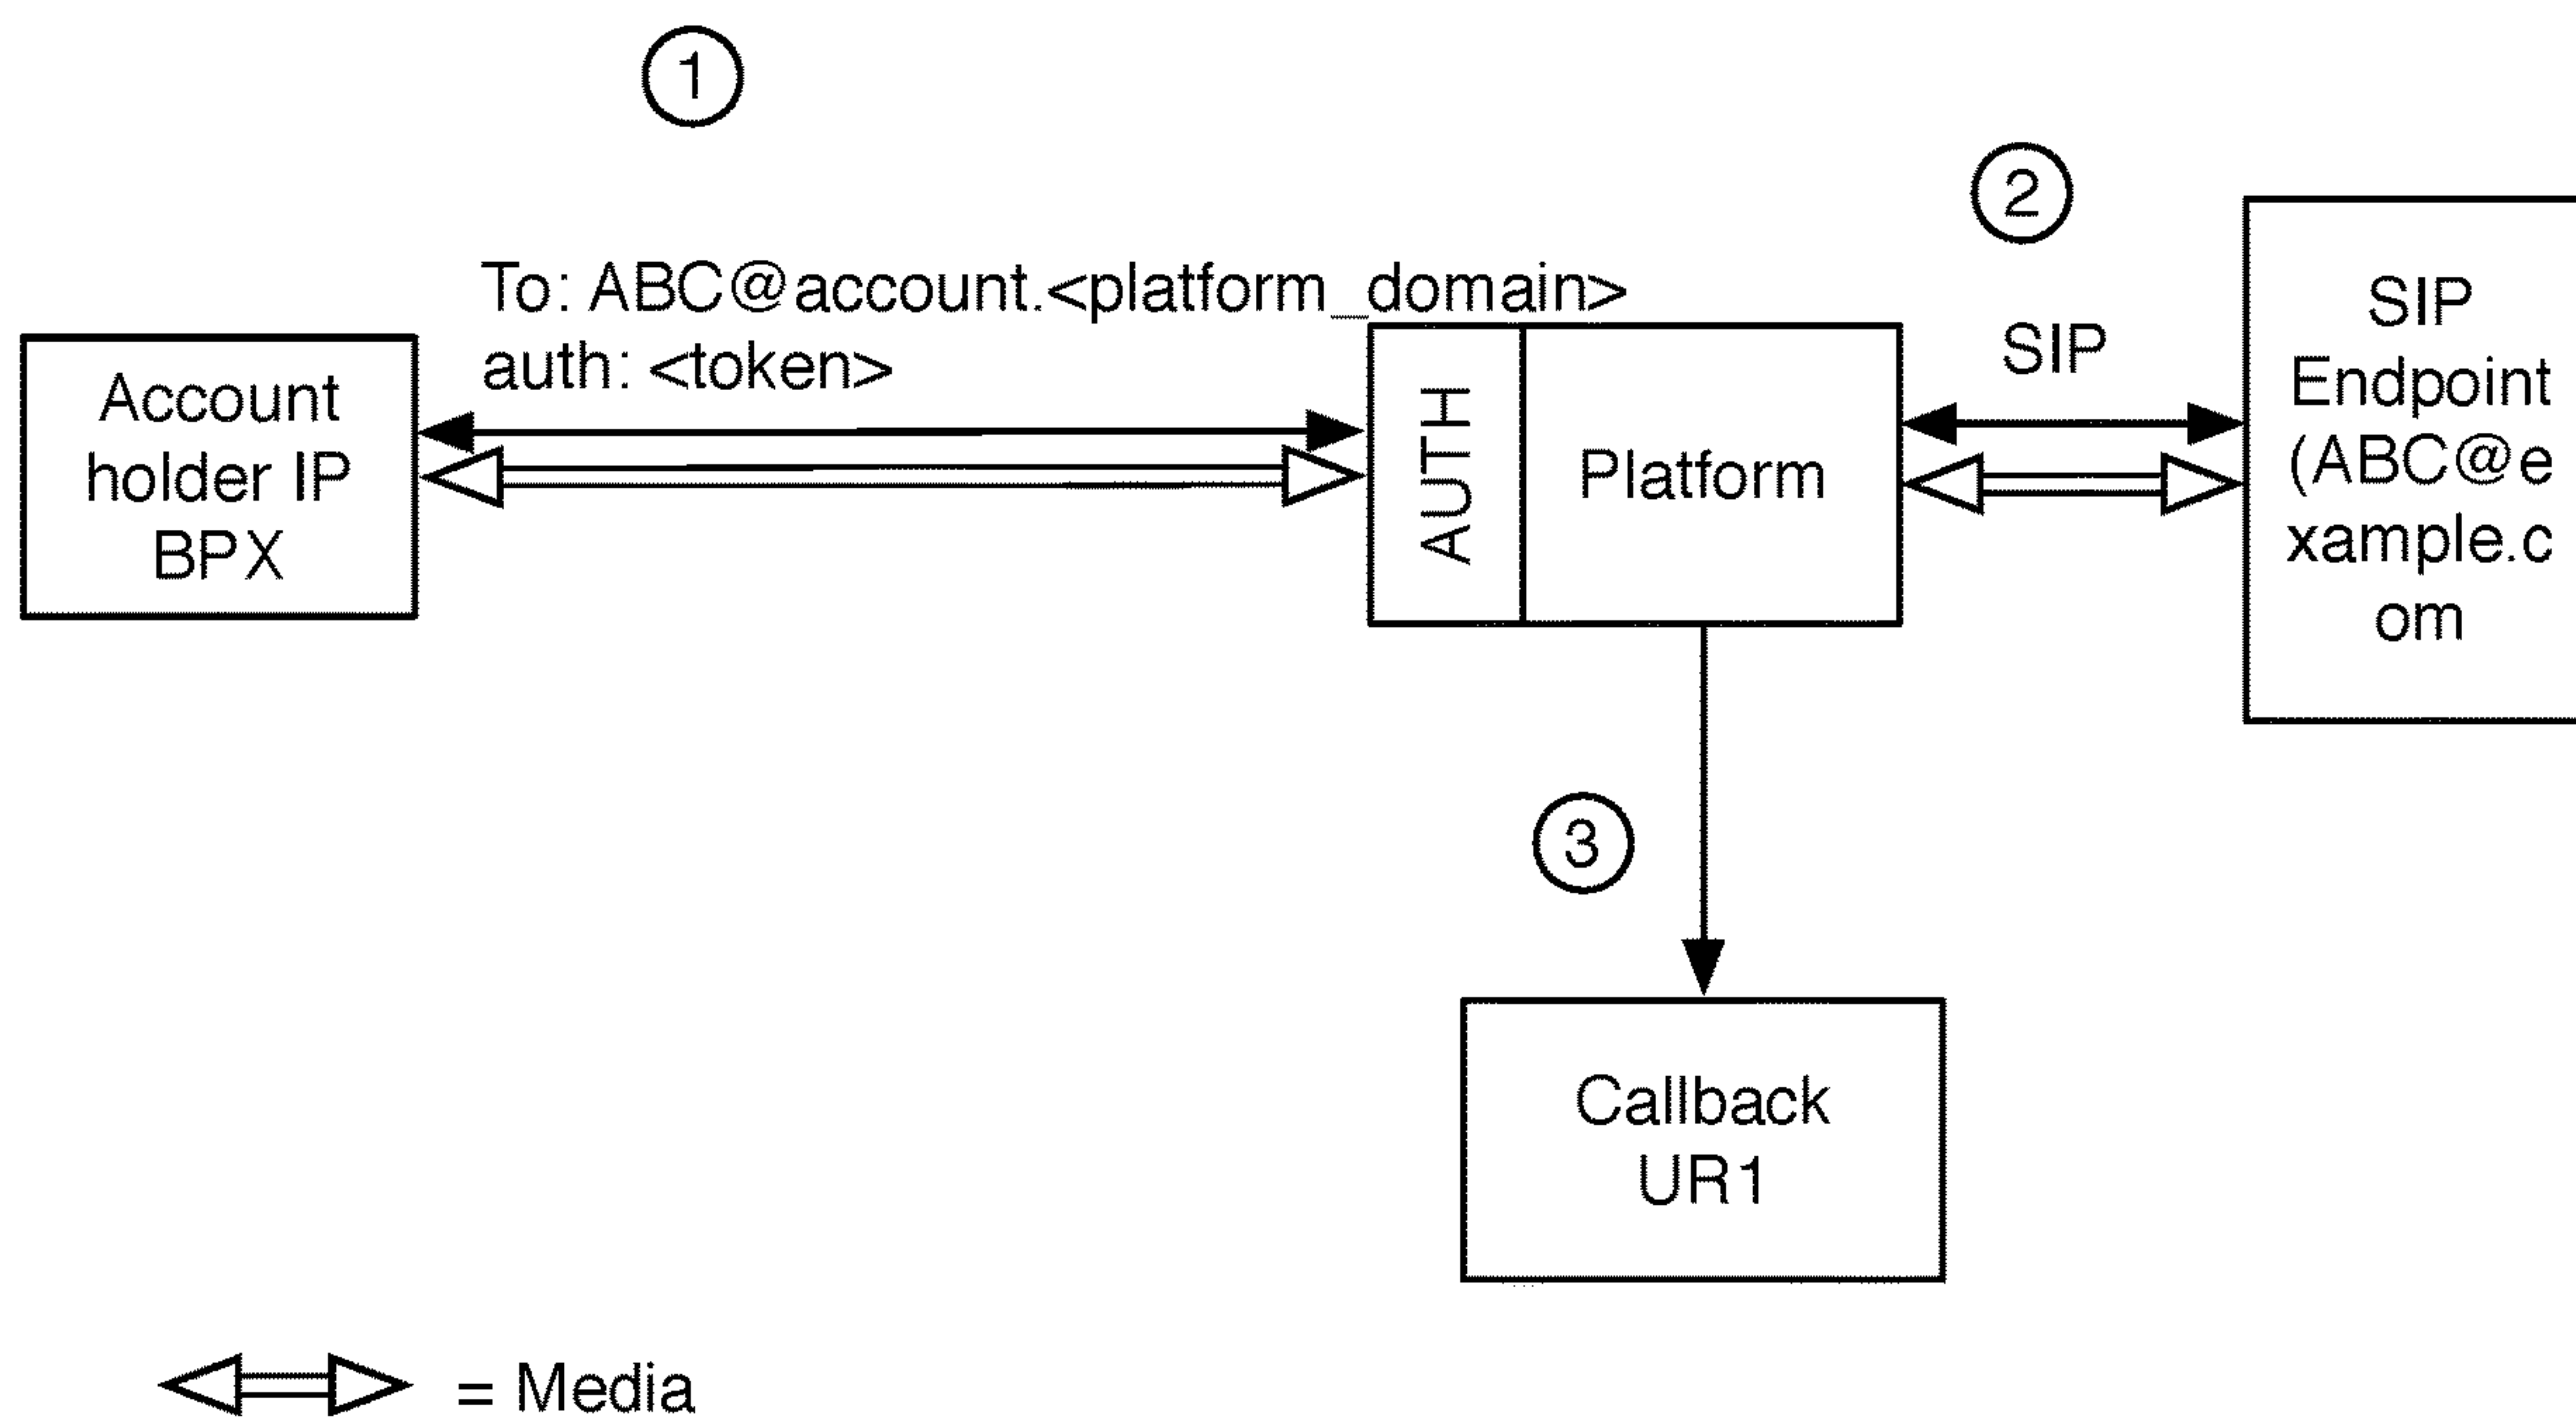 1
2
To: ABC@account.<platform_domain>
auth: <token>
Account
holder IP
BPX
AUTH
Platform
SIP
SIP
Endpoint
(ABC@e
xample.c
om
3
Callback
UR1
= Media